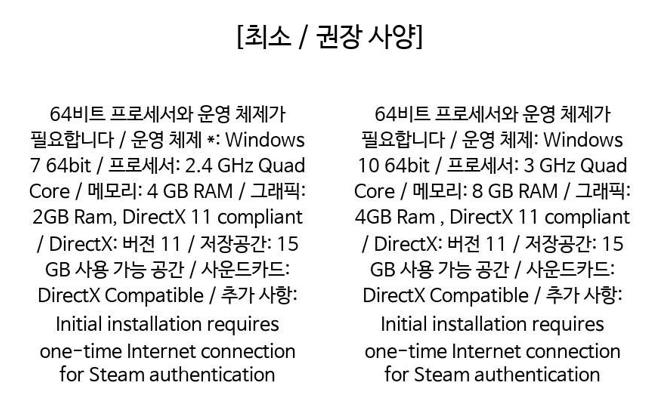 [최소 / 권장 사양]
64비트 프로세서와 운영 체제가
필요합니다 / 운영 체제 *: Windows
7 64bit / 프로세서: 2.4 GHz Quad
Core / 메모리: 4 GB RAM / 그래픽:
2GB Ram, DirectX 11 compliant
/ DirectX: 버전 11 / 저장공간: 15
GB 사용 가능 공간 / 사운드카드:
DirectX Compatible / 추가 사항:
Initial installation requires
one-time Internet connection
for Steam authentication
64비트 프로세서와 운영 체제가
필요합니다 / 운영 체제: Windows
10 64bit / 프로세서: 3 GHz Quad
Core / 메모리: 8 GB RAM / 그래픽:
4GB Ram , DirectX 11 compliant
/ DirectX: 버전 11 / 저장공간: 15
GB 사용 가능 공간 / 사운드카드:
DirectX Compatible / 추가 사항:
Initial installation requires
one-time Internet connection
for Steam authentication